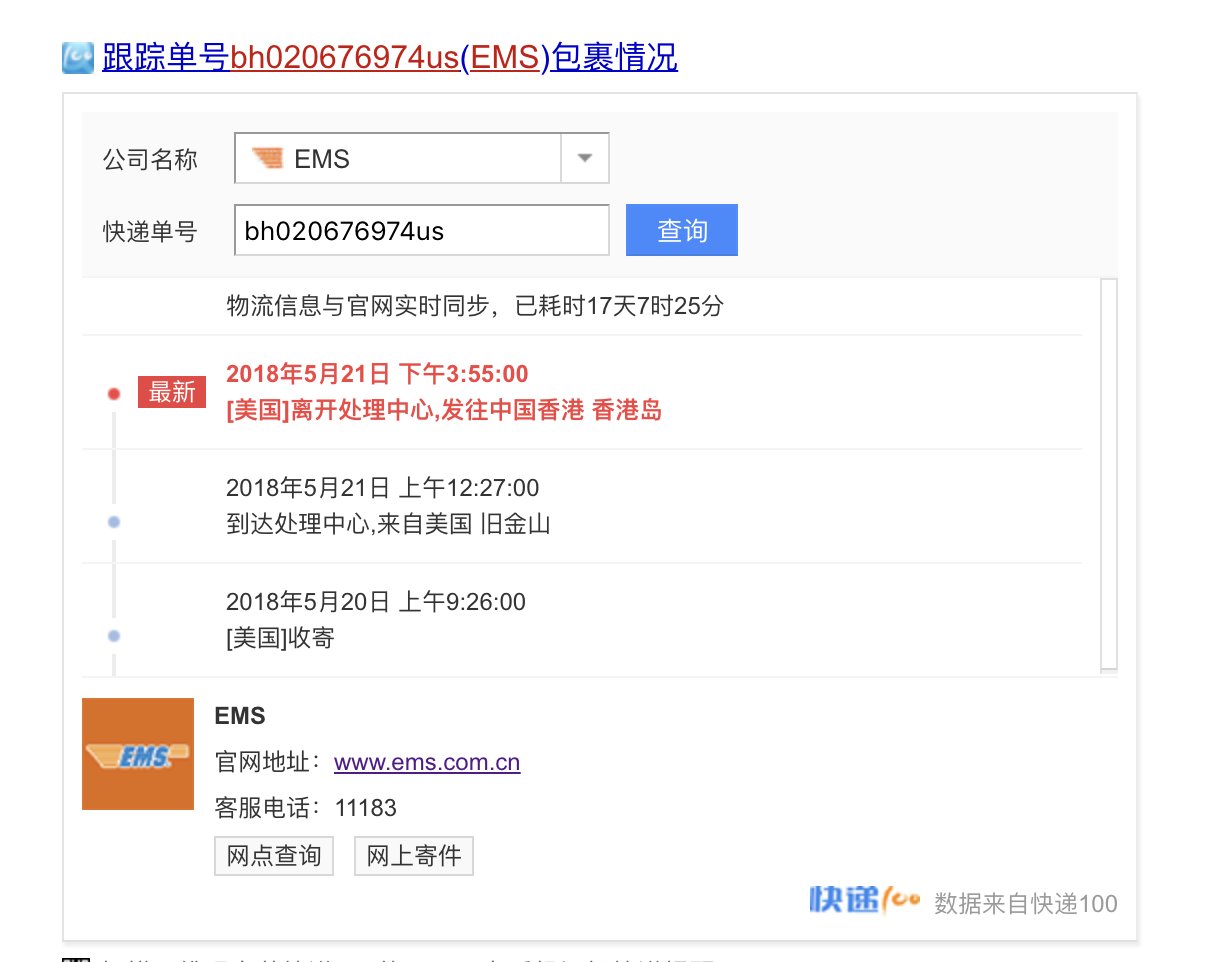 跟踪单号bh020676974us(EMS)包裹情况
公司名称 EMS
快递单号 bh020676974us 查询
物流信息与官网实时同步，已耗时17天7时25分
2018年5月21日 下午3:55:00
最新 [美国]离开处理中心,发往中国香港 香港岛
2018年5月21日 上午12:27:00
到达处理中心,来自美国 旧金山
2018年5月20日 上午9:26:00
[美国]收寄
EMS
EMS
官网地址：www.ems.com.cn
客服电话：11183
网点查询 网上寄件
快递100 数据来自快递100